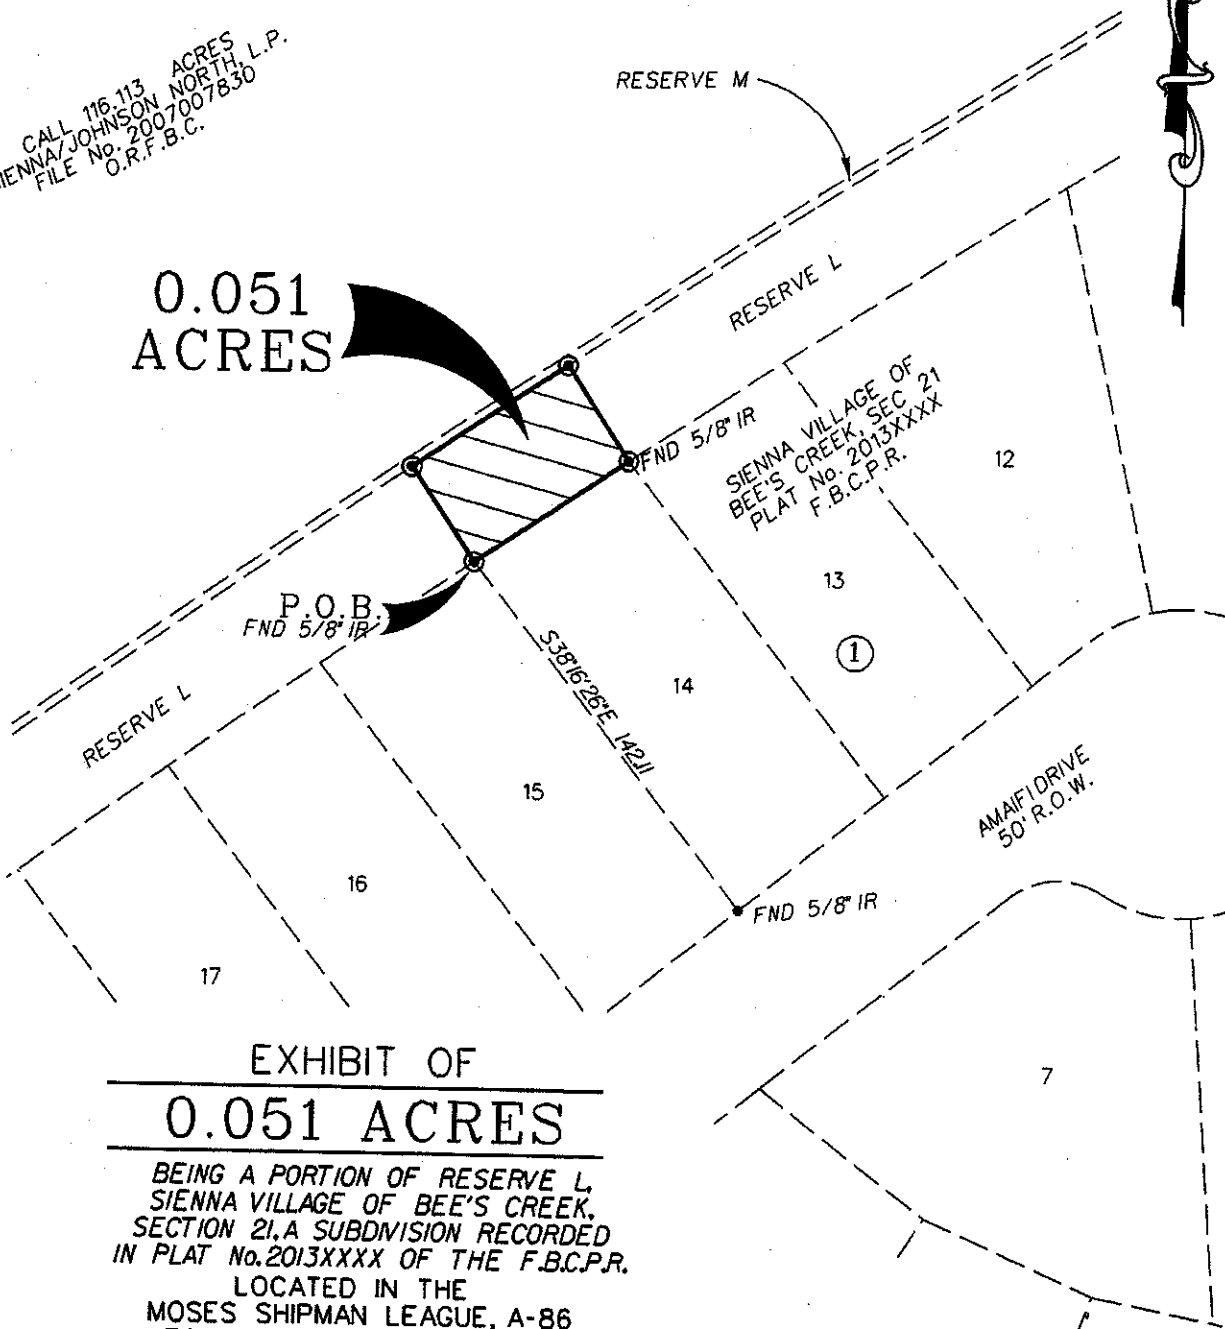 CALL 116.113 ACRES
SIENNA/JOHNSON NORTH, L.P.
FILE No. 2007007830
O.R.F.B.C.
RESERVE M
0.051
ACRES
RESERVE L
FND 5/8" IR
SIENNA VILLAGE OF
BEE'S CREEK, SEC 21
PLAT No. 2013XXXX
F.B.C.P.R.
12
13
1
P.O.B.
FND 5/8" IR
S38°16'26"E 142.11
14
RESERVE L
15
AMAIFI DRIVE
50' R.O.W.
16
FND 5/8" IR
17
7
EXHIBIT OF
0.051 ACRES
BEING A PORTION OF RESERVE L,
SIENNA VILLAGE OF BEE'S CREEK,
SECTION 21, A SUBDIVISION RECORDED
IN PLAT No. 2013XXXX OF THE F.B.C.P.R.
LOCATED IN THE
MOSES SHIPMAN LEAGUE, A-86